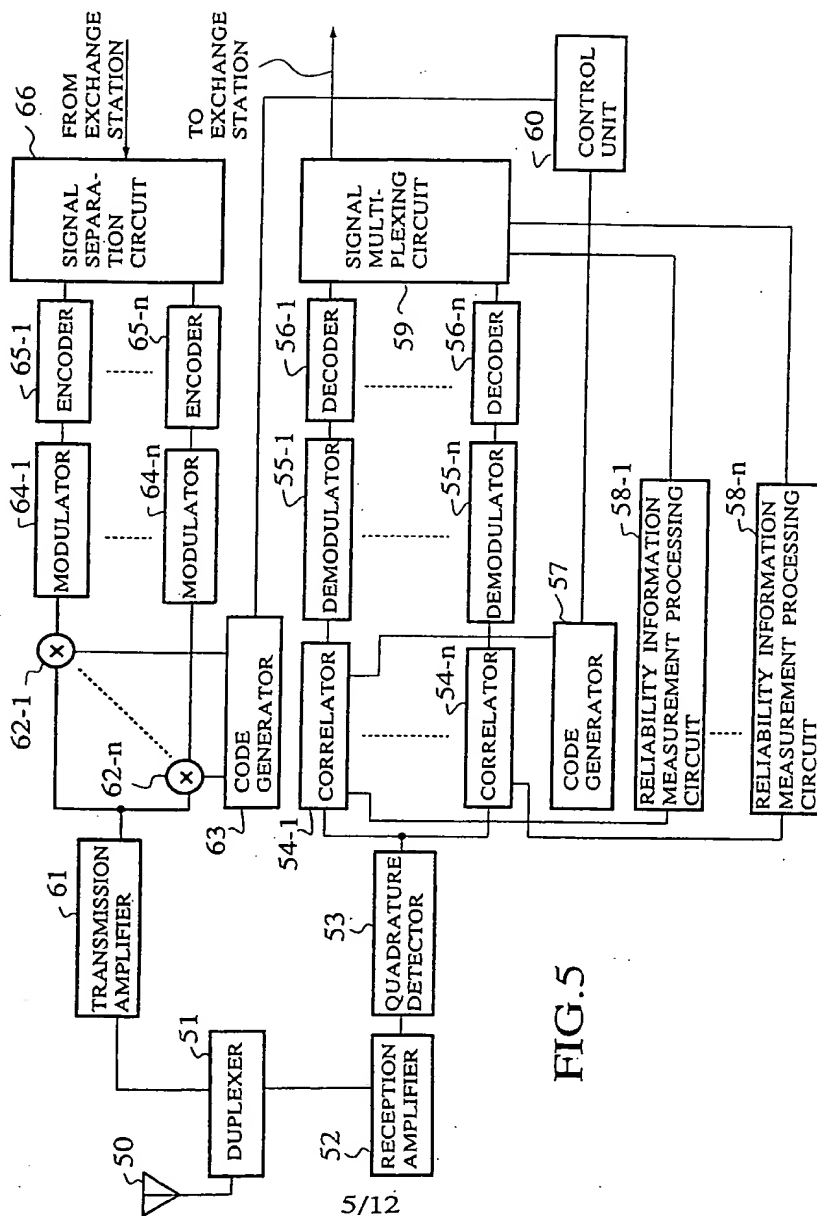 66
FROM
EXCHANGE
STATION
TO
EXCHANGE
STATION
SIGNAL
SEPARA-
TION
CIRCUIT
65-1
ENCODER
65-n
ENCODER
64-1
MODULATOR
64-n
MODULATOR
62-1
×
62-n
×
63
CODE
GENERATOR
61
TRANSMISSION
AMPLIFIER
60
CONTROL
UNIT
SIGNAL
MULTI-
PLEXING
CIRCUIT
59
56-1
DECODER
56-n
DECODER
55-1
DEMODULATOR
55-n
DEMODULATOR
54-1
CORRELATOR
54-n
CORRELATOR
57
CODE
GENERATOR
58-1
RELIABILITY INFORMATION
MEASUREMENT PROCESSING
CIRCUIT
58-n
RELIABILITY INFORMATION
MEASUREMENT PROCESSING
CIRCUIT
53
QUADRATURE
DETECTOR
52
RECEPTION
AMPLIFIER
51
DUPLEXER
50
FIG.5
5/12